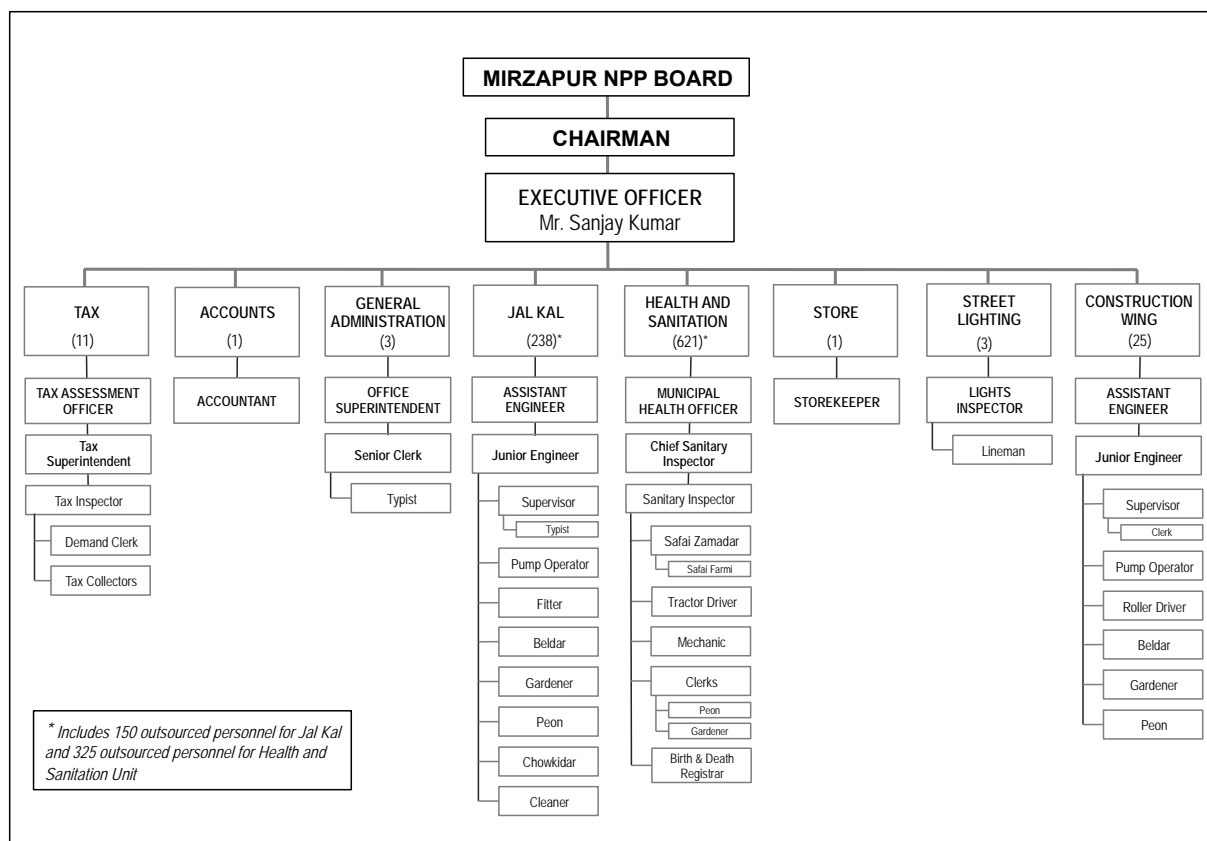 MIRZAPUR NPP BOARD
CHAIRMAN
EXECUTIVE OFFICER
Mr. Sanjay Kumar
TAX
(11)
TAX ASSESSMENT
OFFICER
Tax
Superintendent
Tax Inspector
Demand Clerk
Tax Collectors
ACCOUNTS
(1)
ACCOUNTANT
GENERAL
ADMINISTRATION
(3)
OFFICE
SUPERINTENDENT
Senior Clerk
Typist
JAL KAL
(238)*
ASSISTANT
ENGINEER
Junior Engineer
Supervisor
Typist
Pump Operator
Fitter
Beldar
Gardener
Peon
Chowkidar
Cleaner
HEALTH AND
SANITATION
(621)*
MUNICIPAL
HEALTH OFFICER
Chief Sanitary
Inspector
Sanitary Inspector
Safai Zamadar
Safai Farmi
Tractor Driver
Mechanic
Clerks
Peon
Gardener
Birth & Death
Registrar
STORE
(1)
STOREKEEPER
STREET
LIGHTING
(3)
LIGHTS
INSPECTOR
Lineman
CONSTRUCTION
WING
(25)
ASSISTANT
ENGINEER
Junior Engineer
Supervisor
Clerk
Pump Operator
Roller Driver
Beldar
Gardener
Peon
* Includes 150 outsourced personnel for Jal Kal
and 325 outsourced personnel for Health and
Sanitation Unit